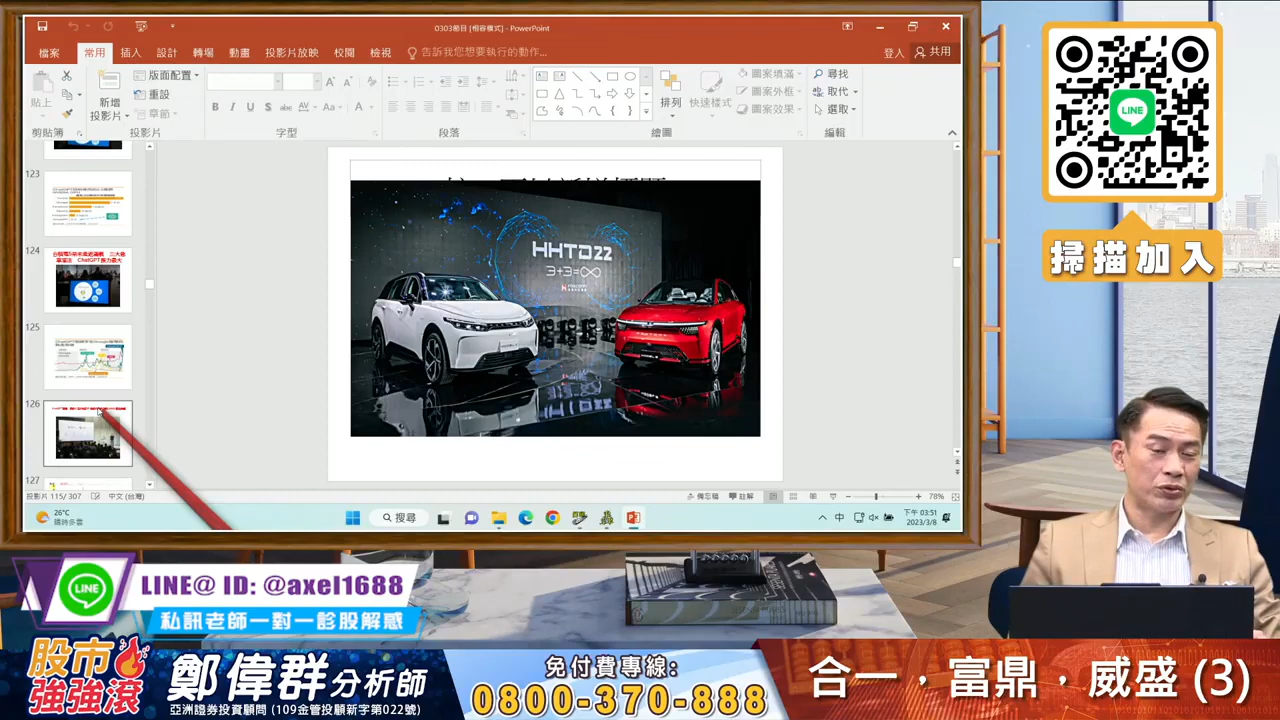 0303節目 [相容模式] - PowerPoint
檔案 常用 插入 設計 轉場 動畫 投影片放映 校閱 檢視 告訴我您想要執行的動作... 登入 共用
貼上
新增
投影片
版面配置
重設
章節
B I U S abc AV Aa A
排列
快速樣式
圖案填滿
圖案外框
圖案效果
尋找
取代
選取
剪貼簿 投影片 字型 段落 繪圖 編輯
123
124
ChatGPT
125
126
127
HHTD22
3+3=∞
投影片 115/ 307 中文 (台灣)
備忘稿 註解 78%
26°C
晴時多雲
搜尋
中
下午 03:51
2023/3/8
LINE
掃描加入
LINE
LINE@ ID: @axel1688
私訊老師一對一診股解惑
股市
強強滾
鄭偉群分析師
亞洲證券投資顧問 (109金管投顧新字第022號)
免付費專線:
0800-370-888
合一，富鼎，威盛 (3)